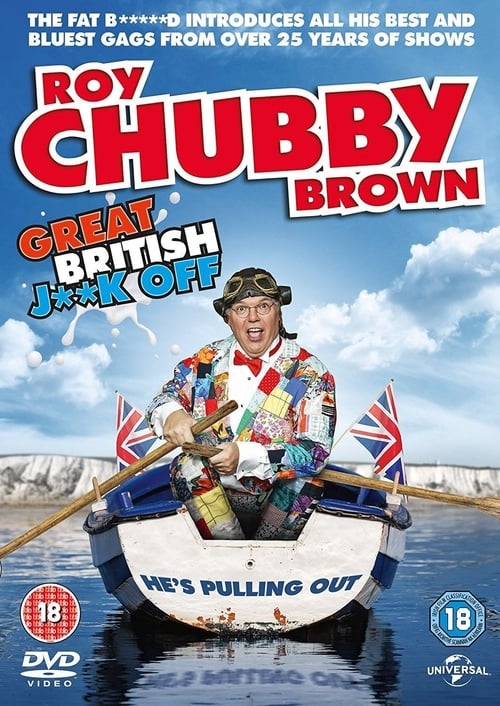 THE FAT B*****D INTRODUCES ALL HIS BEST AND
BLUEST GAGS FROM OVER 25 YEARS OF SHOWS
ROY
CHUBBY
BROWN
GREAT
BRITISH
J**K OFF
HE'S PULLING OUT
18
18
DVD
VIDEO
UNIVERSAL